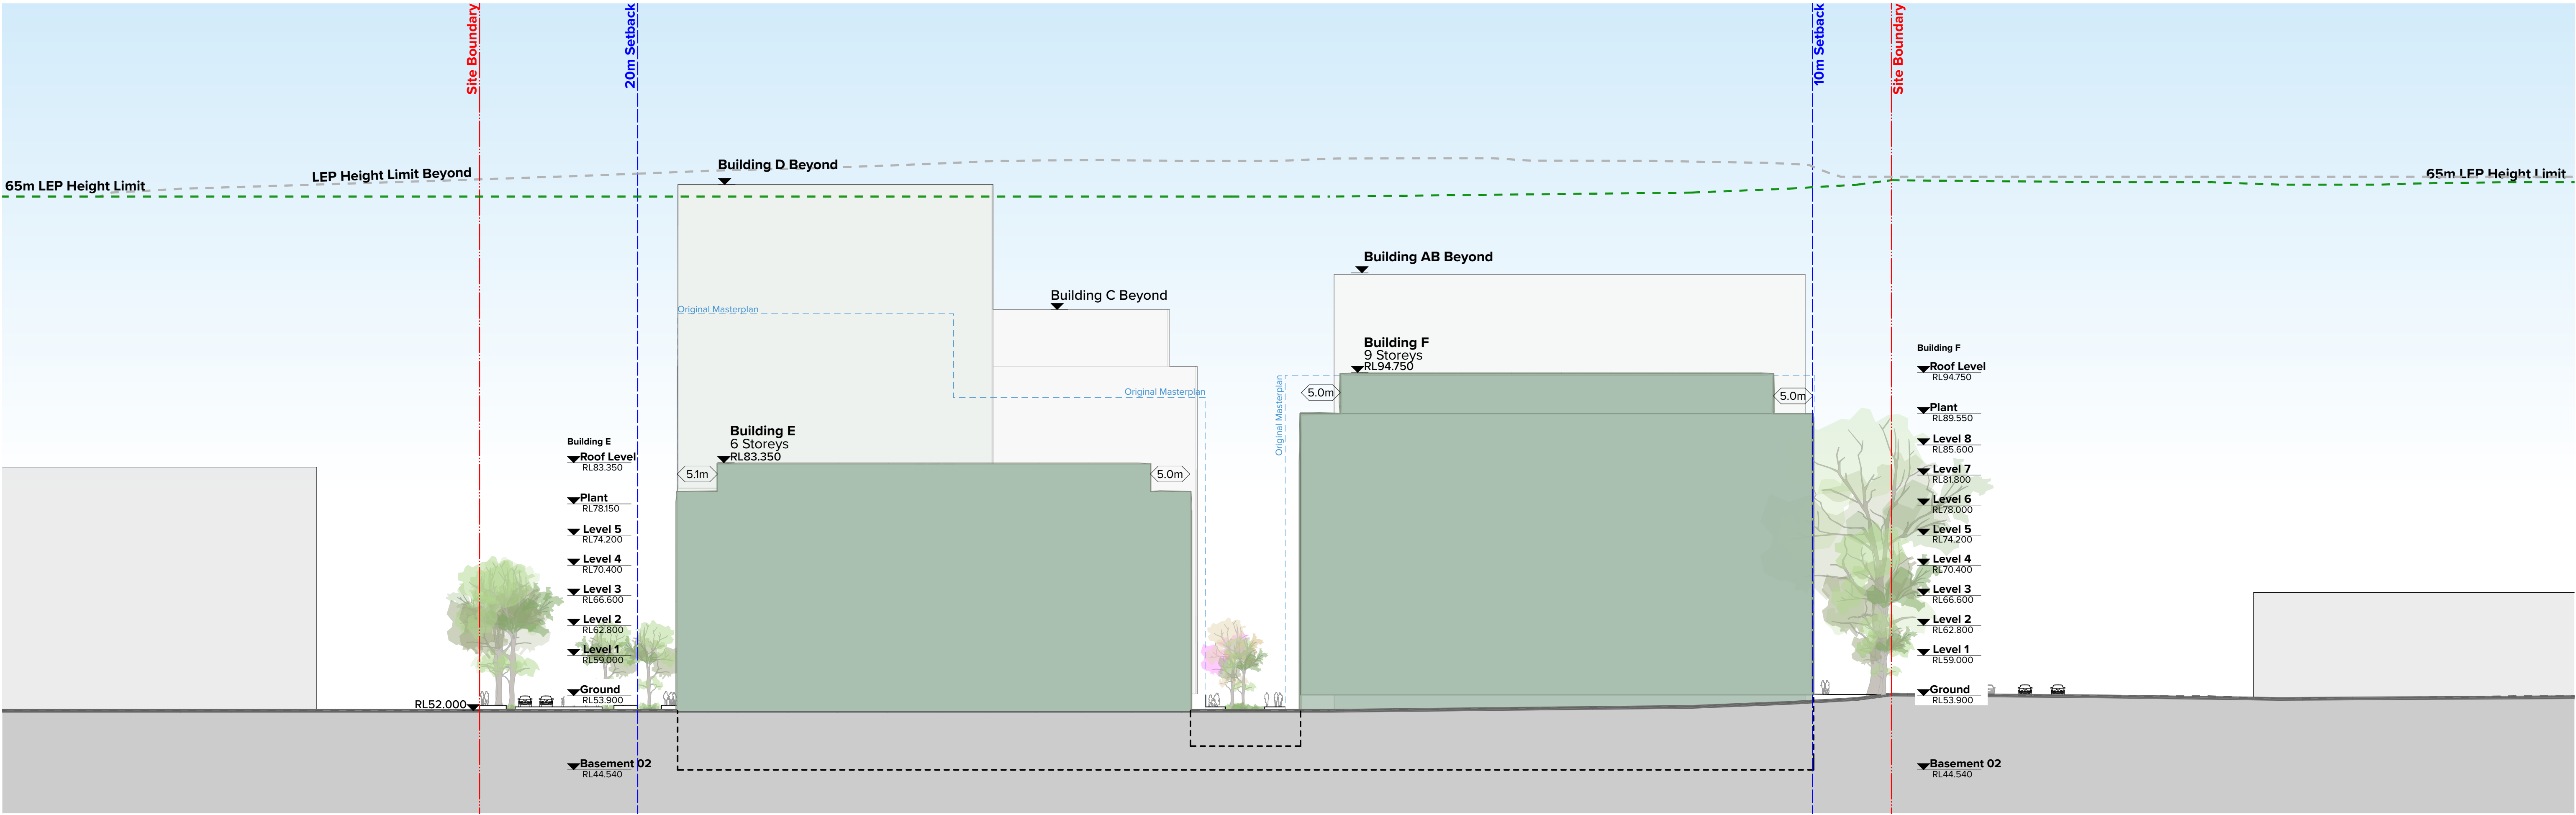 Site Boundary
20m Setback
10m Setback
Site Boundary
Building D Beyond
LEP Height Limit Beyond
65m LEP Height Limit
65m LEP Height Limit
Building AB Beyond
Building C Beyond
Original Masterplan
Original Masterplan
Original Masterplan
Building F
9 Storeys
RL94.750
5.0m
5.0m
Building E
6 Storeys
RL83.350
5.1m
5.0m
Building E
Roof Level
RL83.350
Plant
RL78.150
Level 5
RL74.200
Level 4
RL70.400
Level 3
RL66.600
Level 2
RL62.800
Level 1
RL59.000
Ground
RL53.900
RL52.000
Basement 02
RL44.540
Building F
Roof Level
RL94.750
Plant
RL89.550
Level 8
RL85.600
Level 7
RL81.800
Level 6
RL78.000
Level 5
RL74.200
Level 4
RL70.400
Level 3
RL66.600
Level 2
RL62.800
Level 1
RL59.000
Ground
RL53.900
Basement 02
RL44.540